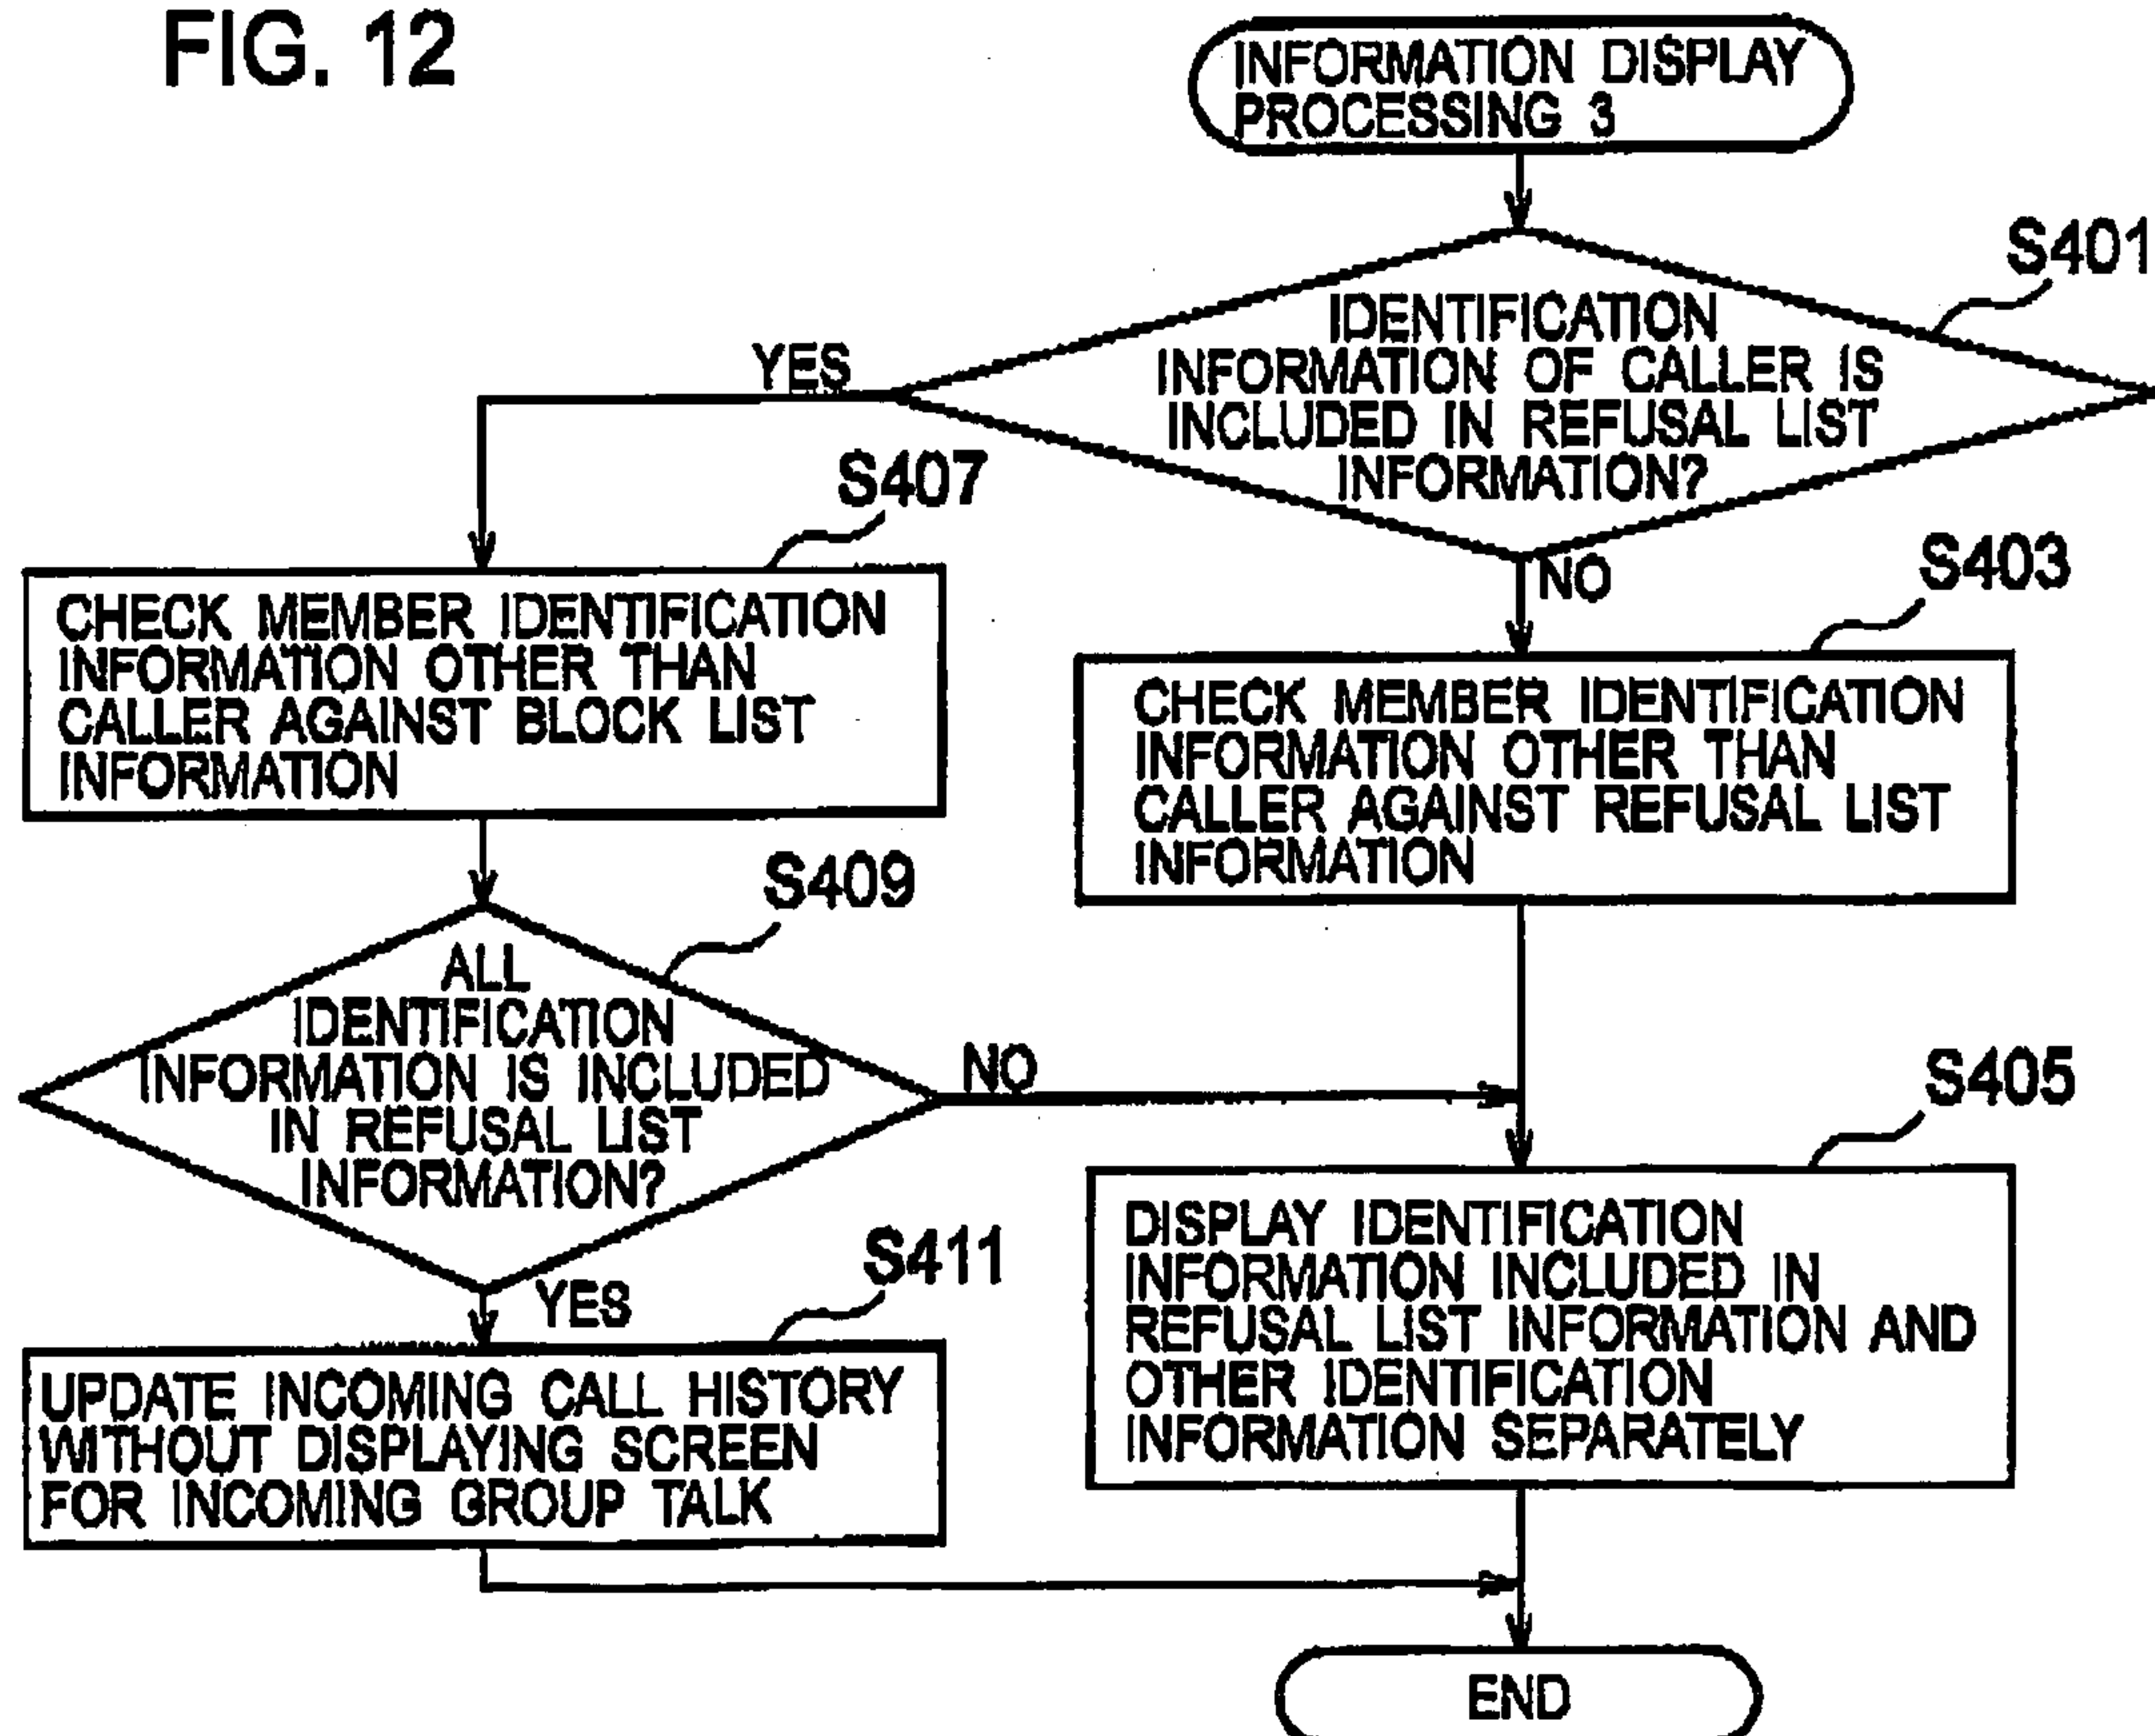 FIG. 12
INFORMATION DISPLAY
PROCESSING 3
S401
IDENTIFICATION
INFORMATION OF CALLER IS
INCLUDED IN REFUSAL LIST
INFORMATION?
YES
NO
S407
CHECK MEMBER IDENTIFICATION
INFORMATION OTHER THAN
CALLER AGAINST BLOCK LIST
INFORMATION
S403
CHECK MEMBER IDENTIFICATION
INFORMATION OTHER THAN
CALLER AGAINST REFUSAL LIST
INFORMATION
S409
ALL
IDENTIFICATION
INFORMATION IS INCLUDED
IN REFUSAL LIST
INFORMATION?
NO
YES
S405
DISPLAY IDENTIFICATION
INFORMATION INCLUDED IN
REFUSAL LIST INFORMATION AND
OTHER IDENTIFICATION
INFORMATION SEPARATELY
S411
UPDATE INCOMING CALL HISTORY
WITHOUT DISPLAYING SCREEN
FOR INCOMING GROUP TALK
END